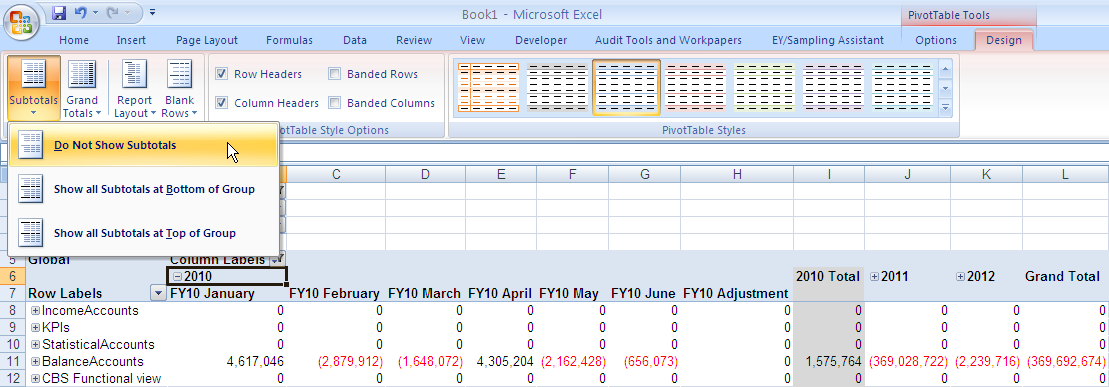 Book1 - Microsoft Excel PivotTable Tools
Home Insert Page Layout Formulas Data Review View Developer Audit Tools and Workpapers EY/Sampling Assistant Options Design
Subtotals Grand Totals Report Layout Blank Rows
Row Headers Banded Rows
Column Headers Banded Columns
votTable Style Options PivotTable Styles
Do Not Show Subtotals
Show all Subtotals at Bottom of Group
Show all Subtotals at Top of Group
C D E F G H I J K L
5 Global Column Labels
6 2010 2010 Total 2011 2012 Grand Total
7 Row Labels FY10 January FY10 February FY10 March FY10 April FY10 May FY10 June FY10 Adjustment
8 IncomeAccounts 0 0 0 0 0 0 0 0 0 0 0
9 KPIs 0 0 0 0 0 0 0 0 0 0 0
10 StatisticalAccounts 0 0 0 0 0 0 0 0 0 0 0
11 BalanceAccounts 4,617,046 (2,879,912) (1,648,072) 4,305,204 (2,162,428) (656,073) 0 1,575,764 (369,028,722) (2,239,716) (369,692,674)
12 CBS Functional view 0 0 0 0 0 0 0 0 0 0 0